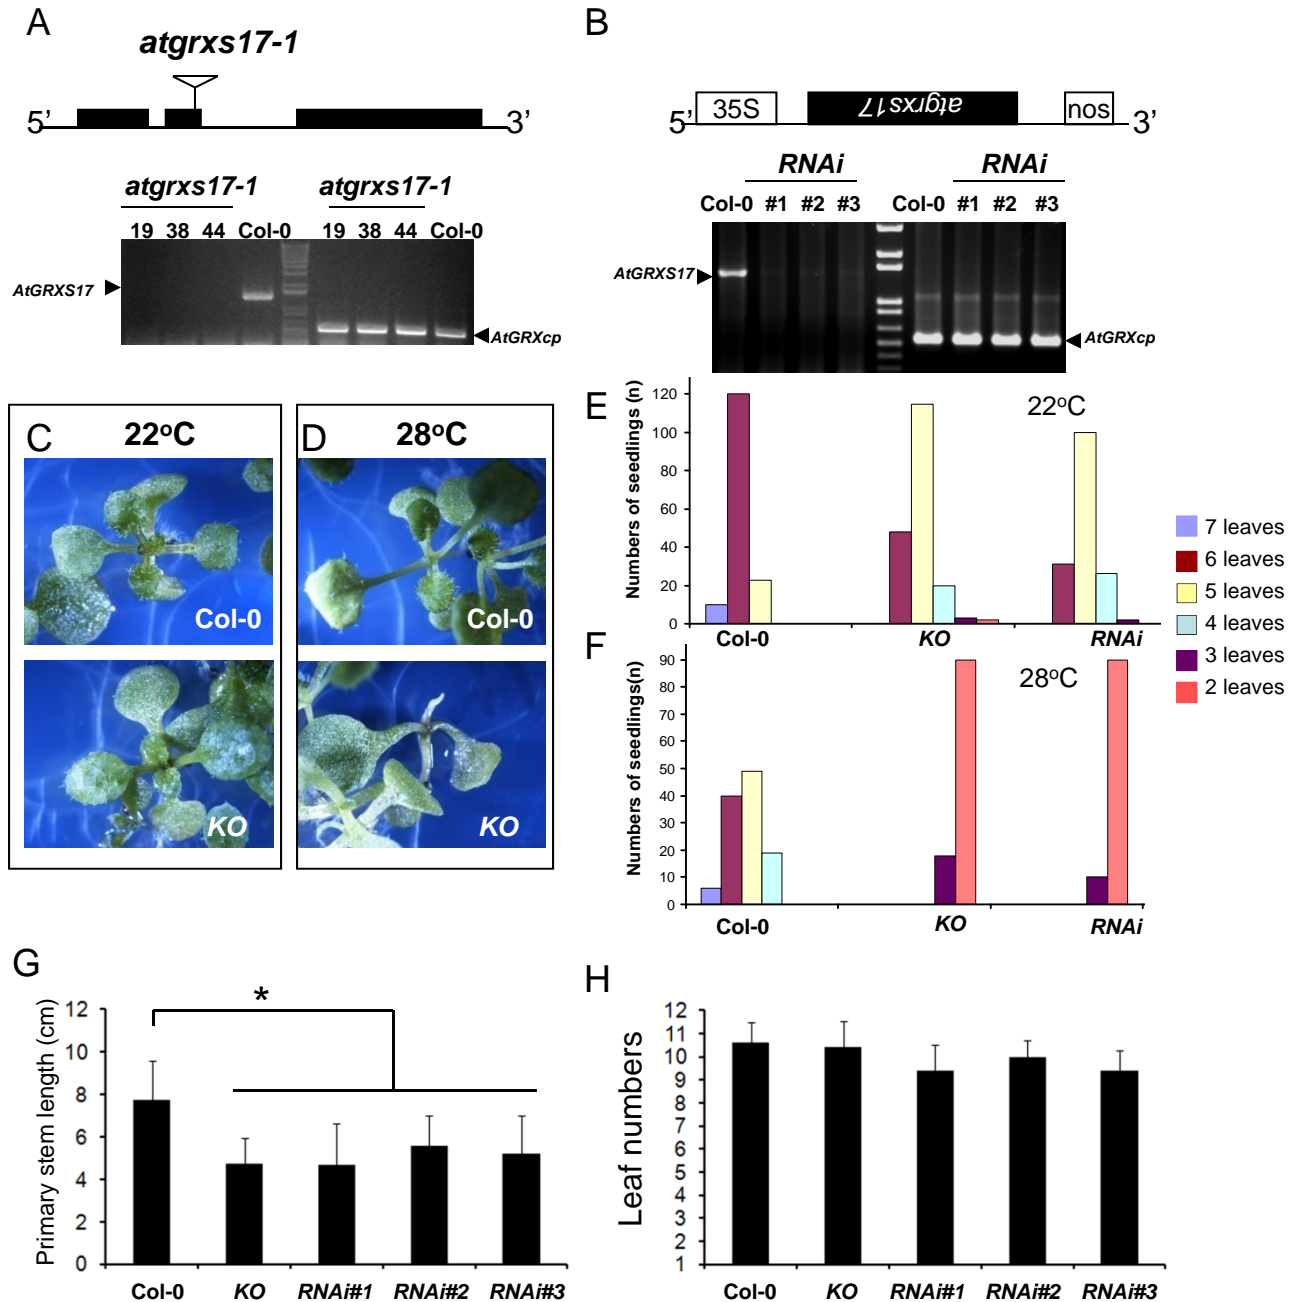 A
atgrxs17-1
5’ 3’
atgrxs17-1 atgrxs17-1
19 38 44 Col-0 19 38 44 Col-0
AtGRXS17
AtGRXcp
B
5’ 35S atgrxs17 nos 3’
RNAi RNAi
Col-0 #1 #2 #3 Col-0 #1 #2 #3
AtGRXS17
AtGRXcp
C 22oC
Col-0
KO
D 28oC
Col-0
KO
E
22oC
Numbers of seedlings (n)
120
100
80
60
40
20
0
Col-0 KO RNAi
F
28oC
Numbers of seedlings(n)
90
80
70
60
50
40
30
20
10
0
Col-0 KO RNAi
7 leaves
6 leaves
5 leaves
4 leaves
3 leaves
2 leaves
G
*
Primary stem length (cm)
12
10
8
6
4
2
0
Col-0 KO RNAi#1 RNAi#2 RNAi#3
H
Leaf numbers
12
11
10
9
8
7
6
5
4
3
2
1
Col-0 KO RNAi#1 RNAi#2 RNAi#3